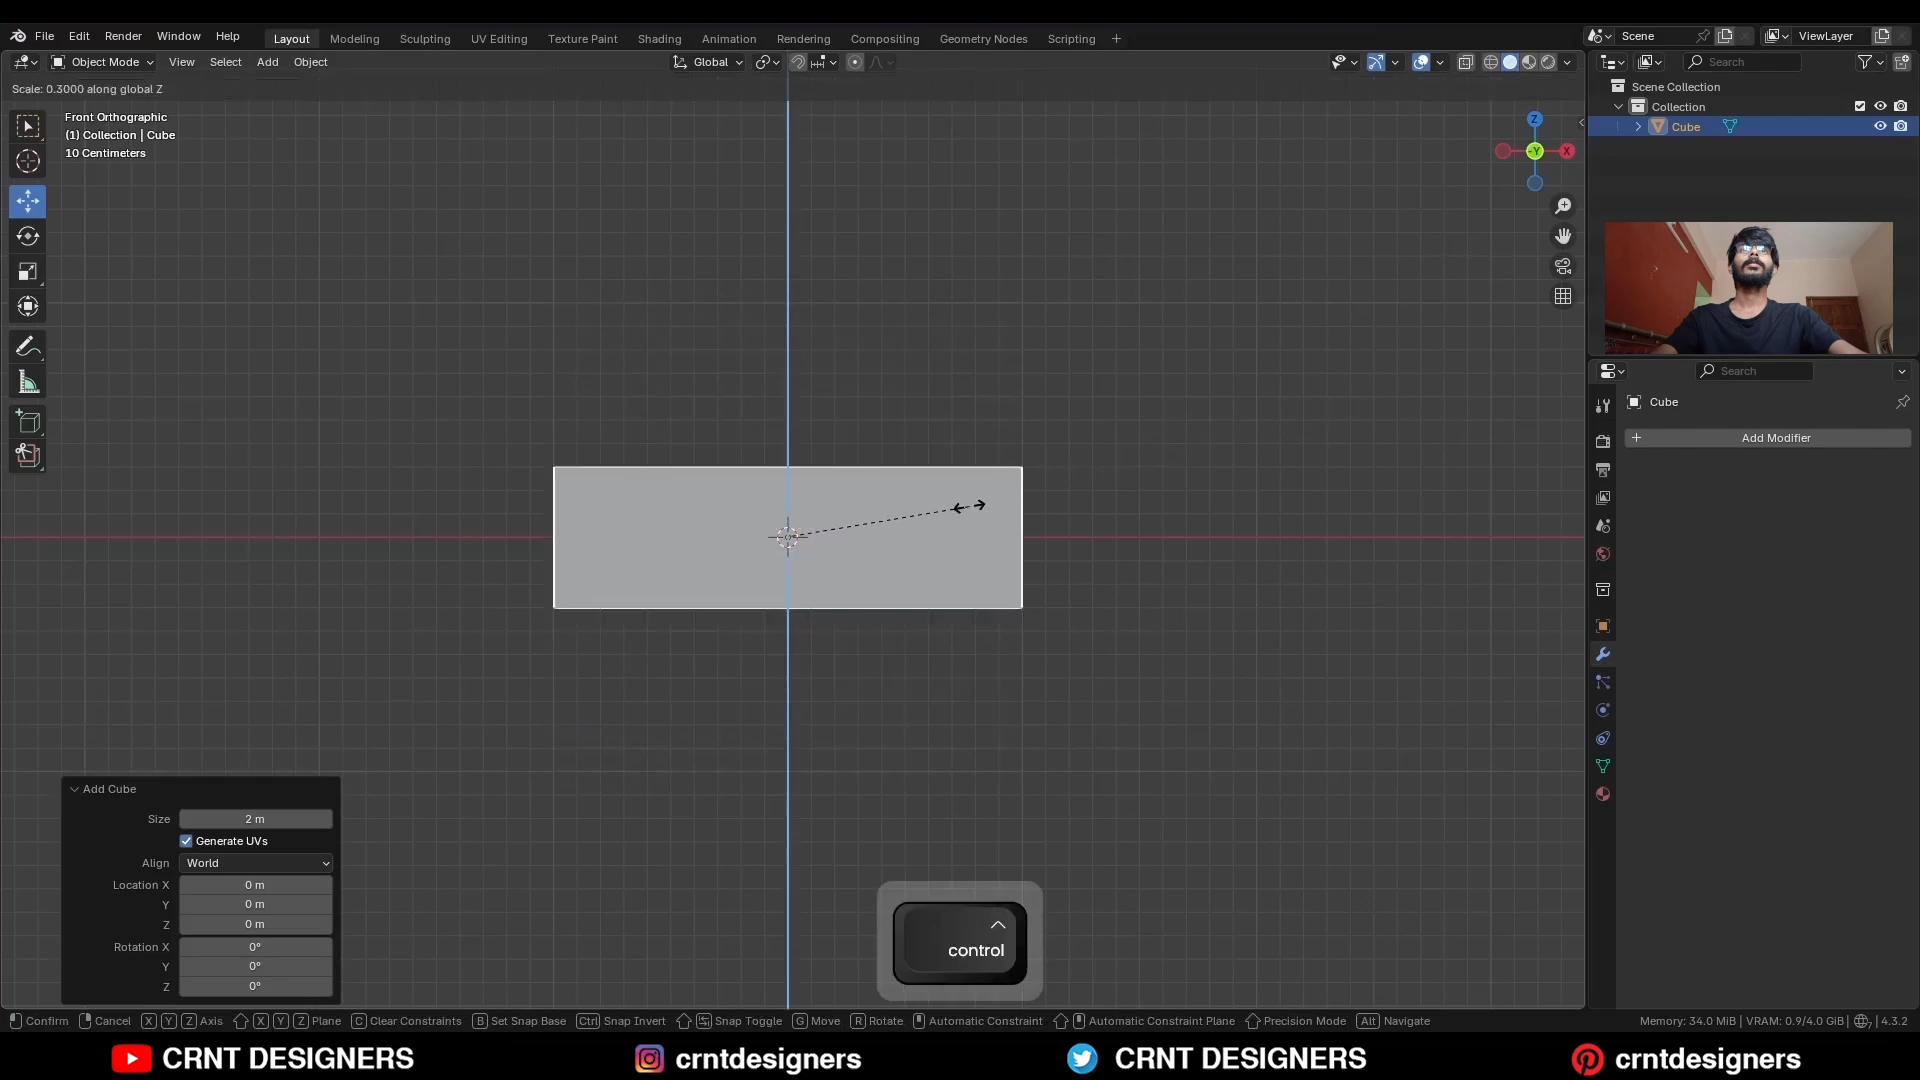 File Edit Render Window Help Layout Modeling Sculpting UV Editing Texture Paint Shading Animation Rendering Compositing Geometry Nodes Scripting + Scene ViewLayer
Object Mode View Select Add Object Global Search
Scale: 0.3000 along global Z
Scene Collection
Collection
Cube
Front Orthographic
(1) Collection | Cube
10 Centimeters
Z
-Y
X
Search
Cube
+ Add Modifier
Add Cube
Size 2 m
Generate UVs
Align World
Location X 0 m
Y 0 m
Z 0 m
Rotation X 0°
Y 0°
Z 0°
control
Confirm Cancel X Y Z Axis X Y Z Plane C Clear Constraints B Set Snap Base Ctrl Snap Invert Snap Toggle G Move R Rotate Automatic Constraint Automatic Constraint Plane Precision Mode Alt Navigate Memory: 34.0 MiB | VRAM: 0.9/4.0 GiB | 7 | 4.3.2
CRNT DESIGNERS crntdesigners CRNT DESIGNERS crntdesigners